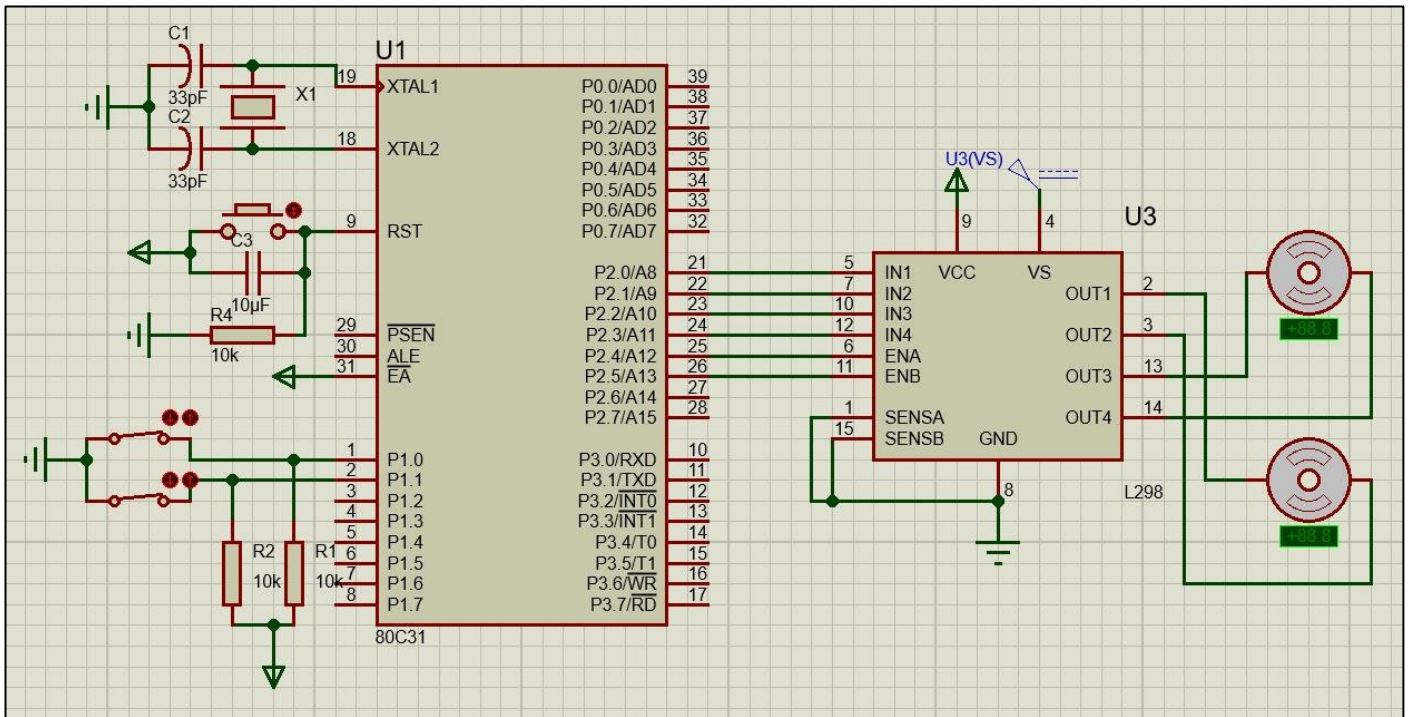 C1
33pF
C2
33pF
X1
U1
19
XTAL1
18
XTAL2
9
RST
C3
10µF
R4
10k
29
PSEN
30
ALE
31
EA
1
P1.0
2
P1.1
3
P1.2
4
P1.3
5
P1.4
6
P1.5
7
P1.6
8
P1.7
R2
10k
R1
10k
80C31
P0.0/AD0
39
P0.1/AD1
38
P0.2/AD2
37
P0.3/AD3
36
P0.4/AD4
35
P0.5/AD5
34
P0.6/AD6
33
P0.7/AD7
32
P2.0/A8
21
P2.1/A9
22
P2.2/A10
23
P2.3/A11
24
P2.4/A12
25
P2.5/A13
26
P2.6/A14
27
P2.7/A15
28
P3.0/RXD
10
P3.1/TXD
11
P3.2/INT0
12
P3.3/INT1
13
P3.4/T0
14
P3.5/T1
15
P3.6/WR
16
P3.7/RD
17
U3(VS)
9
4
U3
VCC
VS
5
IN1
7
IN2
10
IN3
12
IN4
6
ENA
11
ENB
1
SENSA
15
SENSB
GND
8
OUT1
2
OUT2
3
OUT3
13
OUT4
14
L298
+88.8
+88.8